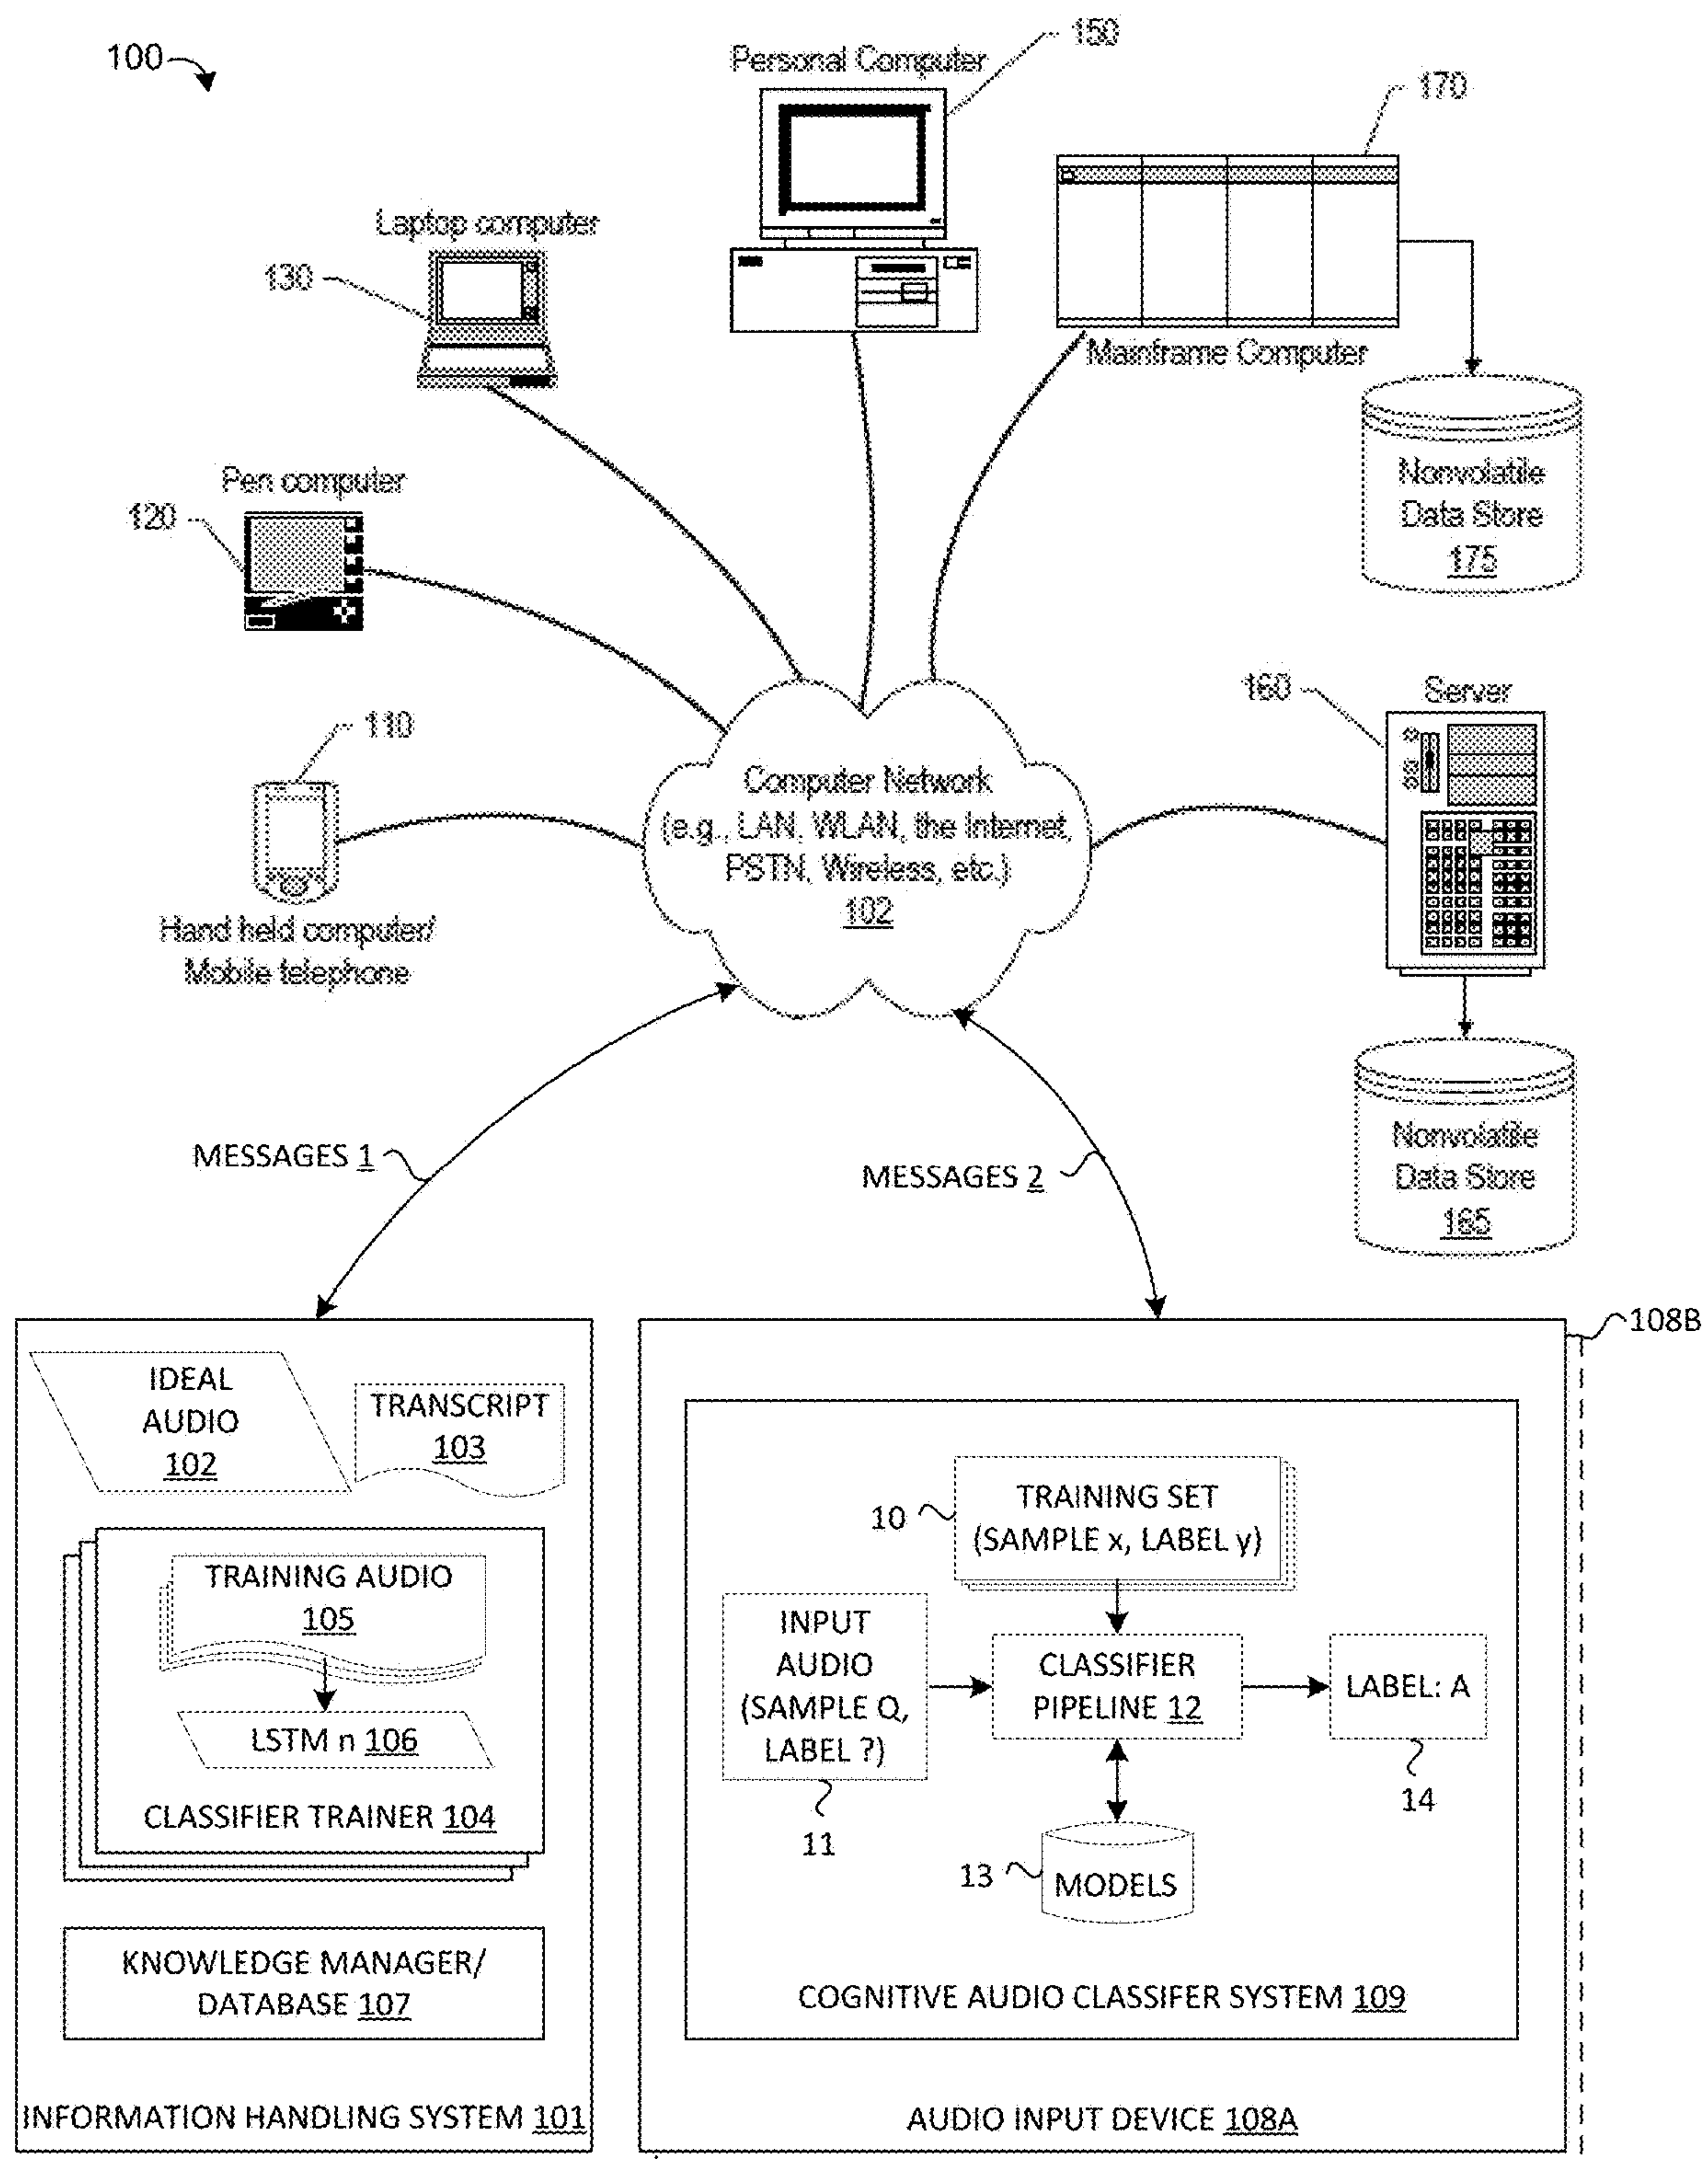 100
Personal Computer
150
170
Laptop computer
130
Mainframe Computer
Nonvolatile
Data Store
175
Pen computer
120
160
Server
110
Computer Network
(e.g., LAN, WLAN, the Internet,
PSTN, Wireless, etc.)
102
Hand held computer/
Mobile telephone
Nonvolatile
Data Store
165
MESSAGES 1
MESSAGES 2
108B
IDEAL
AUDIO
102
TRANSCRIPT
103
TRAINING AUDIO
105
LSTM n 106
CLASSIFIER TRAINER 104
KNOWLEDGE MANAGER/
DATABASE 107
INFORMATION HANDLING SYSTEM 101
10
TRAINING SET
(SAMPLE x, LABEL y)
INPUT
AUDIO
(SAMPLE Q,
LABEL ?)
11
CLASSIFIER
PIPELINE 12
LABEL: A
14
13
MODELS
COGNITIVE AUDIO CLASSIFER SYSTEM 109
AUDIO INPUT DEVICE 108A